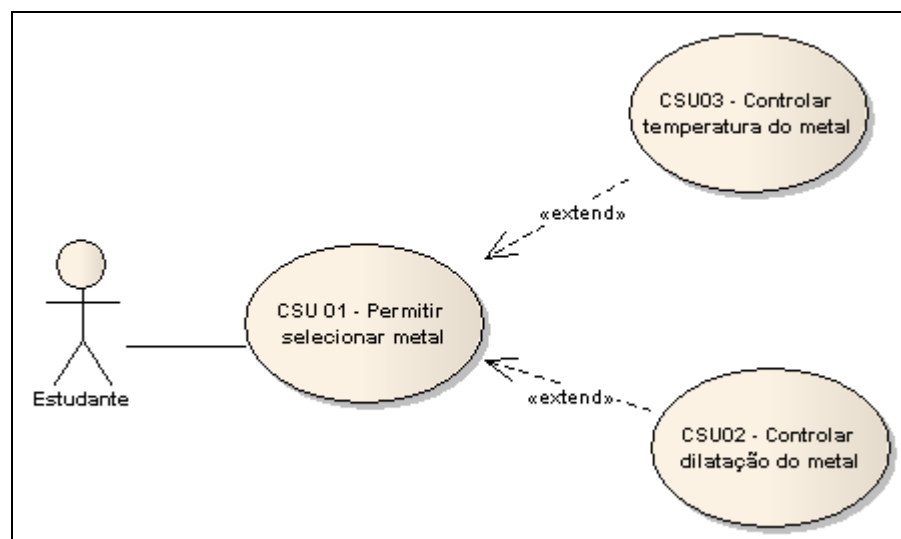 CSU03 - Controlar
temperatura do metal
«extend»
CSU 01 - Permitir
selecionar metal
Estudante
«extend»
CSU02 - Controlar
dilatação do metal